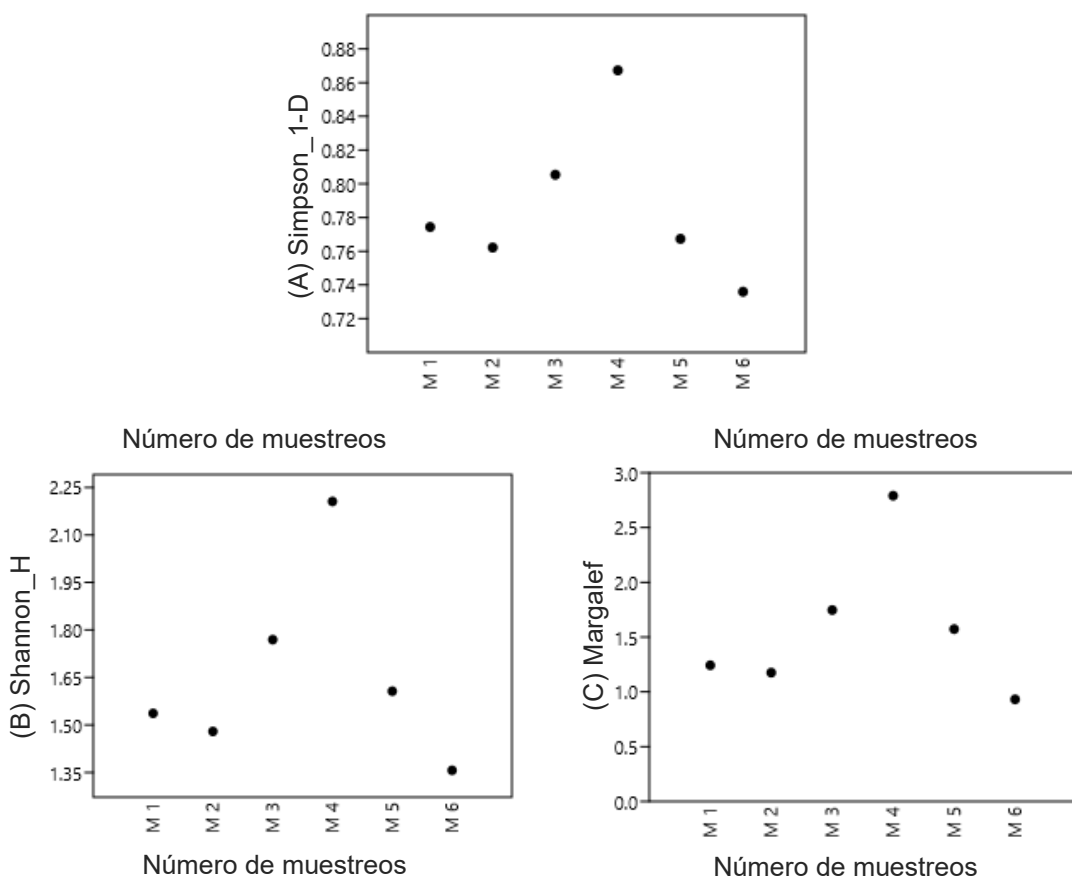 (A) Simpson_1-D
0.88
0.86
0.84
0.82
0.80
0.78
0.76
0.74
0.72
M 1 M 2 M 3 M 4 M 5 M 6
Número de muestreos
Número de muestreos
(B) Shannon_H
2.25
2.10
1.95
1.80
1.65
1.50
1.35
M 1 M 2 M 3 M 4 M 5 M 6
Número de muestreos
(C) Margalef
3.0
2.5
2.0
1.5
1.0
0.5
0.0
M 1 M 2 M 3 M 4 M 5 M 6
Número de muestreos